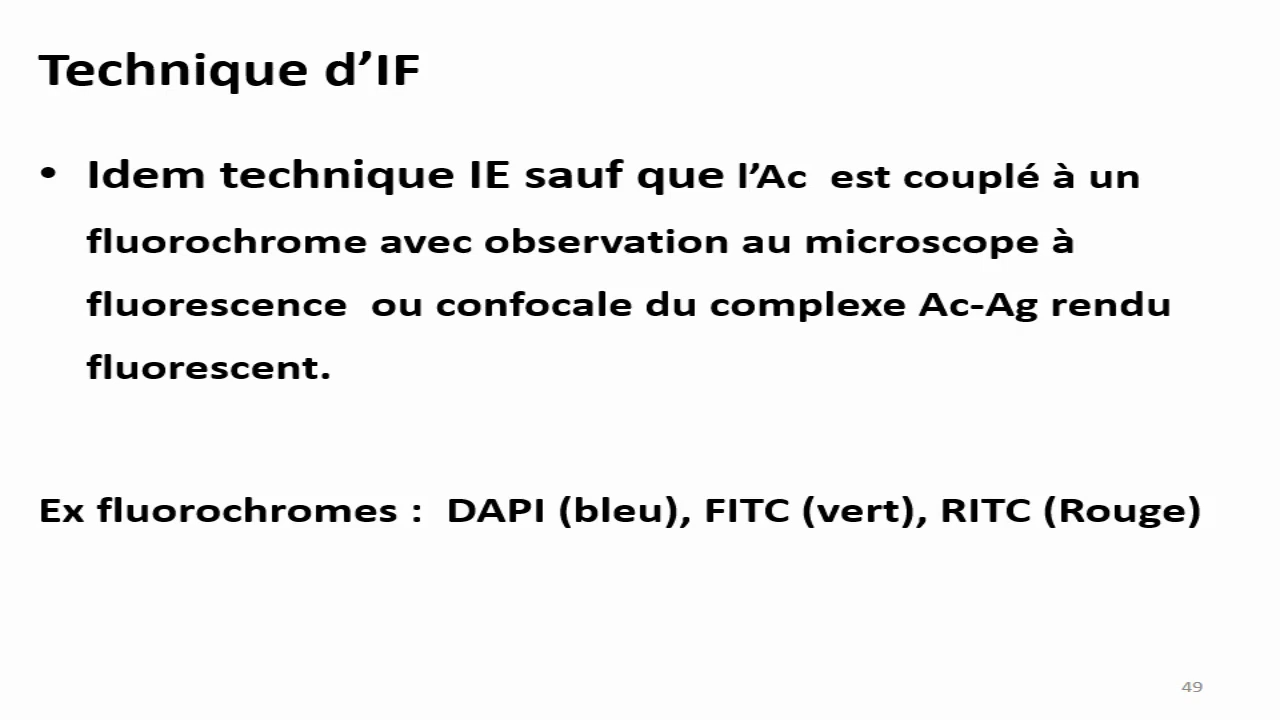 Technique d’IF
• Idem technique IE sauf que l’Ac est couplé à un
fluorochrome avec observation au microscope à
fluorescence ou confocale du complexe Ac-Ag rendu
fluorescent.
Ex fluorochromes : DAPI (bleu), FITC (vert), RITC (Rouge)
49